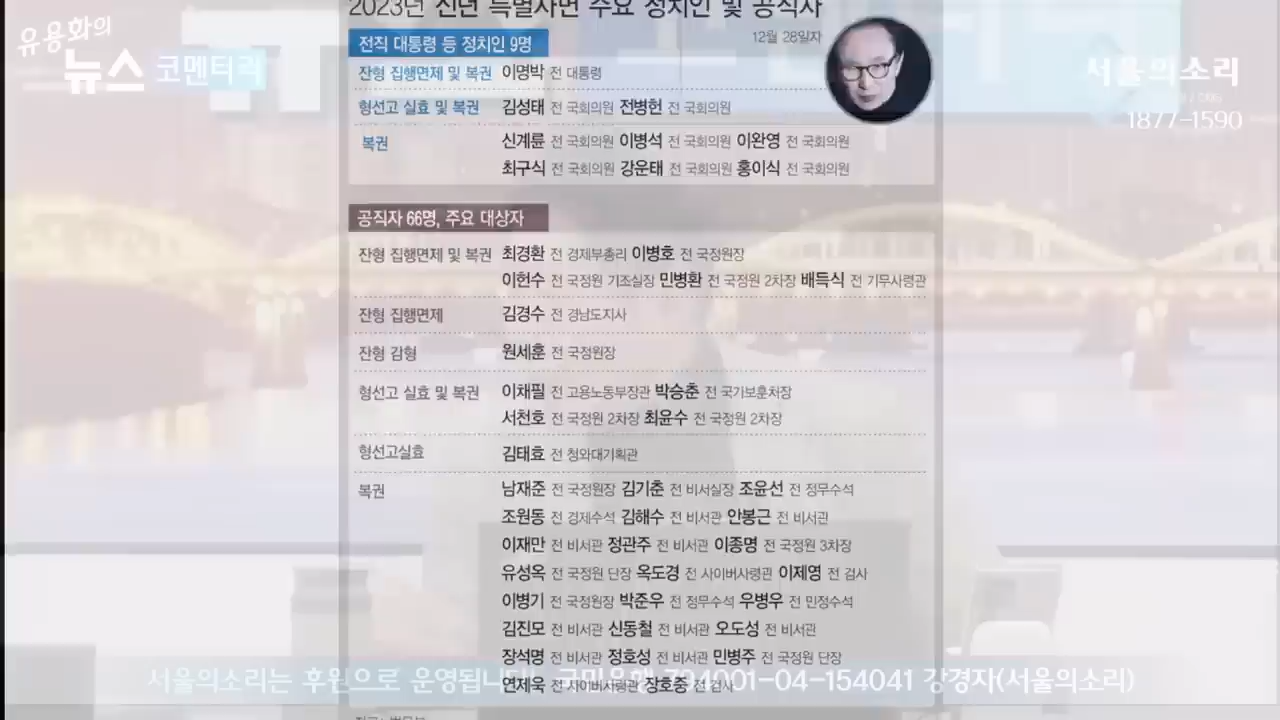 2023년 신년 특별사면 주요 정치인 및 공직자
유용화의
뉴스 코멘터리
서울의소리
1877-1590
12월 28일자
전직 대통령 등 정치인 9명
잔형 집행면제 및 복권 이명박 전 대통령
형선고 실효 및 복권 김성태 전 국회의원 전병헌 전 국회의원
복권 신계륜 전 국회의원 이병석 전 국회의원 이완영 전 국회의원
최구식 전 국회의원 강운태 전 국회의원 홍이식 전 국회의원
공직자 66명, 주요 대상자
잔형 집행면제 및 복권 최경환 전 경제부총리 이병호 전 국정원장
이헌수 전 국정원 기조실장 민병환 전 국정원 2차장 배득식 전 기무사령관
잔형 집행면제 김경수 전 경남도지사
잔형 감형 원세훈 전 국정원장
형선고 실효 및 복권 이채필 전 고용노동부장관 박승춘 전 국가보훈처장
서천호 전 국정원 2차장 최윤수 전 국정원 2차장
형선고실효 김태효 전 청와대기획관
복권 남재준 전 국정원장 김기춘 전 비서실장 조윤선 전 정무수석
조원동 전 경제수석 김해수 전 비서관 안봉근 전 비서관
이재만 전 비서관 정관주 전 비서관 이종명 전 국정원 3차장
유성옥 전 국정원 단장 옥도경 전 사이버사령관 이제영 전 검사
이병기 전 국정원장 박준우 전 정무수석 우병우 전 민정수석
김진모 전 비서관 신동철 전 비서관 오도성 전 비서관
장석명 전 비서관 정호성 전 비서관 민병주 전 국정원 단장
연제욱 전 사이버사령관 장호중 전 검사
서울의소리는 후원으로 운영됩니다 국민은행 794001-04-154041 강경자(서울의소리)